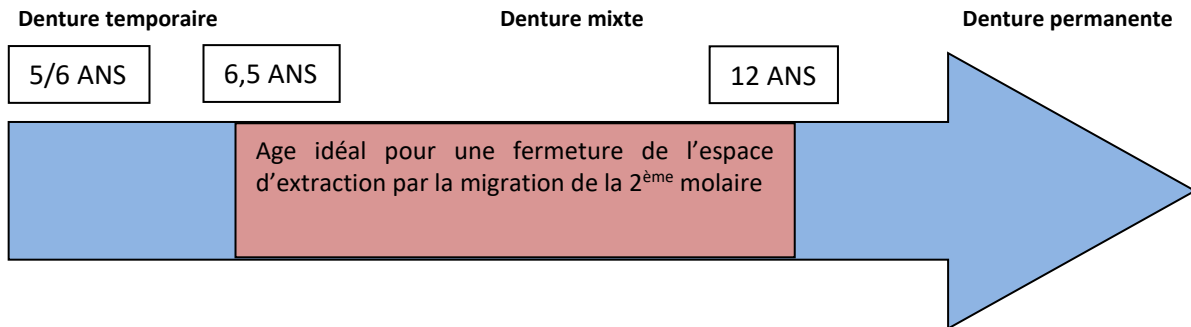 Denture temporaire Denture mixte Denture permanente
5/6 ANS 6,5 ANS 12 ANS
Age idéal pour une fermeture de l’espace
d’extraction par la migration de la 2ème molaire